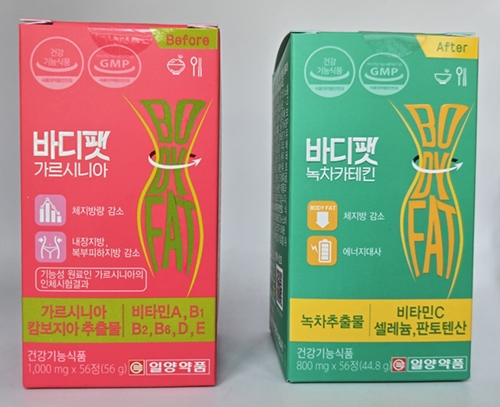 Before
건강
기능식품
GMP
바디팻
가르시니아
BODY FAT
체지방량 감소
내장지방,
복부피하지방 감소
기능성 원료인 가르시니아의
인체시험결과
가르시니아
캄보지아 추출물
비타민A, B1
B2, B6, D, E
건강기능식품
1,000 mg x 56정(56 g)
일양약품
After
건강
기능식품
GMP
바디팻
녹차카테킨
BODY FAT
BODY FAT
체지방 감소
에너지대사
녹차추출물
비타민C
셀레늄, 판토텐산
건강기능식품
800 mg x 56정(44.8 g)
일양약품